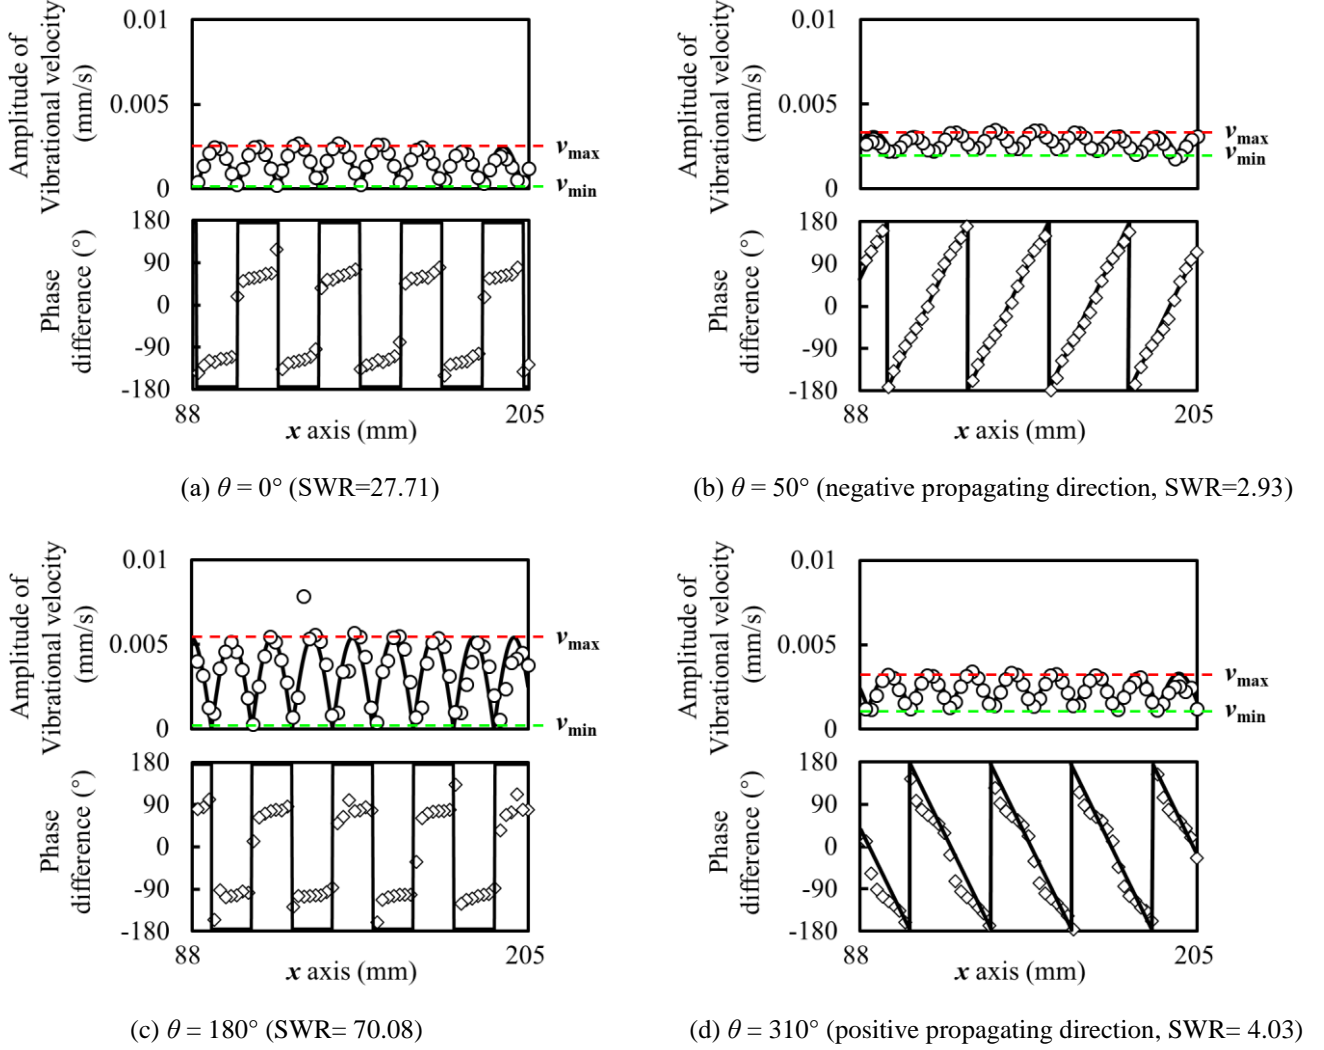 Amplitude of
Vibrational velocity
(mm/s)
0.01
0.005
0
vmax
vmin
Phase
difference (°)
180
90
0
-90
-180
88
205
x axis (mm)
(a) θ = 0° (SWR=27.71)
Amplitude of
Vibrational velocity
(mm/s)
0.01
0.005
0
vmax
vmin
Phase
difference (°)
180
90
0
-90
-180
88
205
x axis (mm)
(b) θ = 50° (negative propagating direction, SWR=2.93)
Amplitude of
Vibrational velocity
(mm/s)
0.01
0.005
0
vmax
vmin
Phase
difference (°)
180
90
0
-90
-180
88
205
x axis (mm)
(c) θ = 180° (SWR= 70.08)
Amplitude of
Vibrational velocity
(mm/s)
0.01
0.005
0
vmax
vmin
Phase
difference (°)
180
90
0
-90
-180
88
205
x axis (mm)
(d) θ = 310° (positive propagating direction, SWR= 4.03)